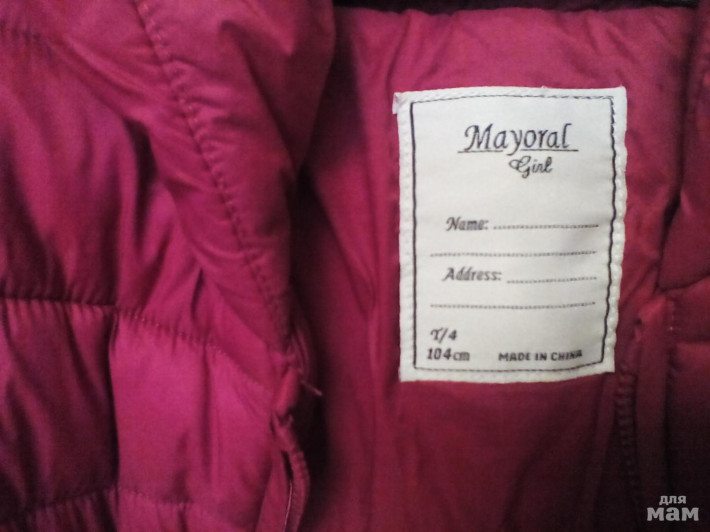 Mayoral
Girl
Name:
Address:
T/4
104cm MADE IN CHINA
для
мам